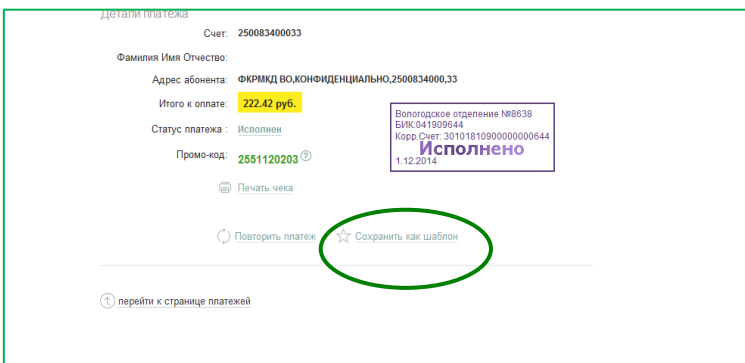 Детали платежа
Счет: 250083400033
Фамилия Имя Отчество:
Адрес абонента: ФКРМКД ВО,КОНФИДЕНЦИАЛЬНО,2500834000,33
Итого к оплате: 222.42 руб.
Статус платежа : Исполнен
Промо-код: 2551120203 ?
Вологодское отделение №8638
БИК:041909644
Корр.Счет: 30101810900000000644
Исполнено
1.12.2014
Печать чека
Повторить платеж Сохранить как шаблон
перейти к странице платежей